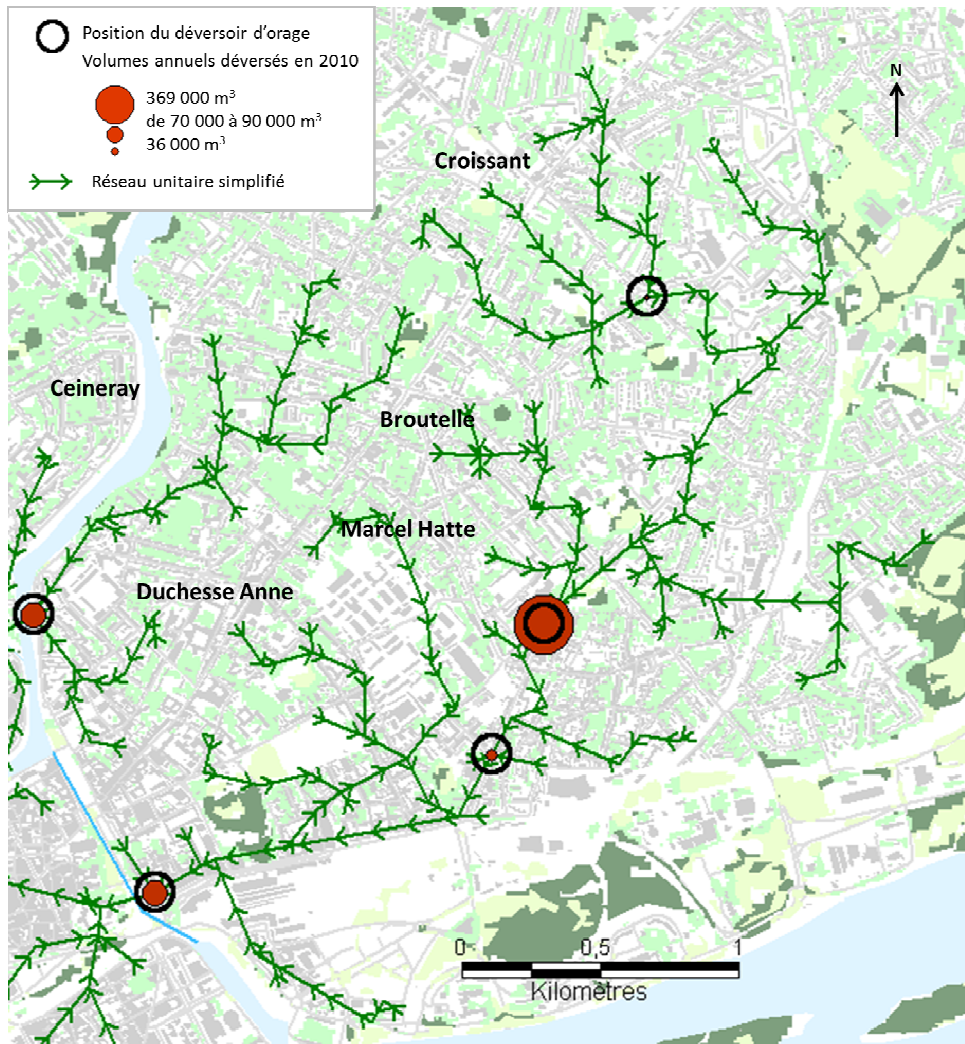 Position du déversoir d'orage
Volumes annuels déversés en 2010
369 000 m³
de 70 000 à 90 000 m³
36 000 m³
Réseau unitaire simplifié
N
Croissant
Ceineray
Broutelle
Marcel Hatte
Duchesse Anne
0 0,5 1
Kilomètres